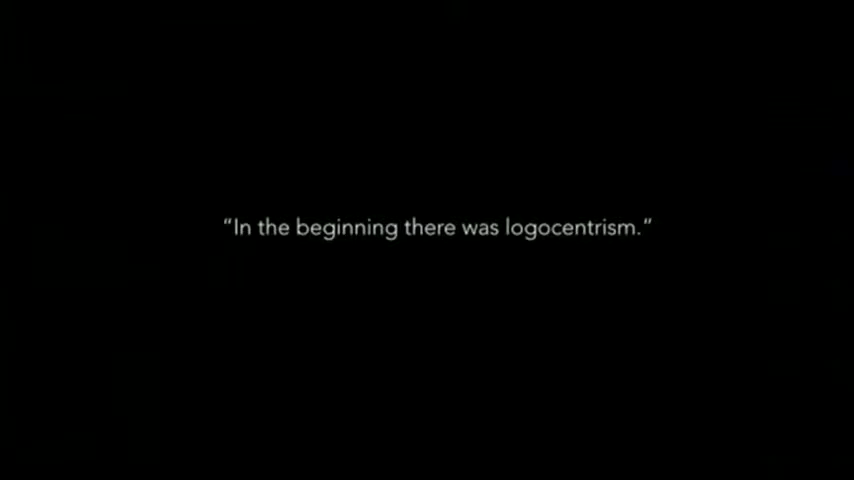 “In the beginning there was logocentrism.”